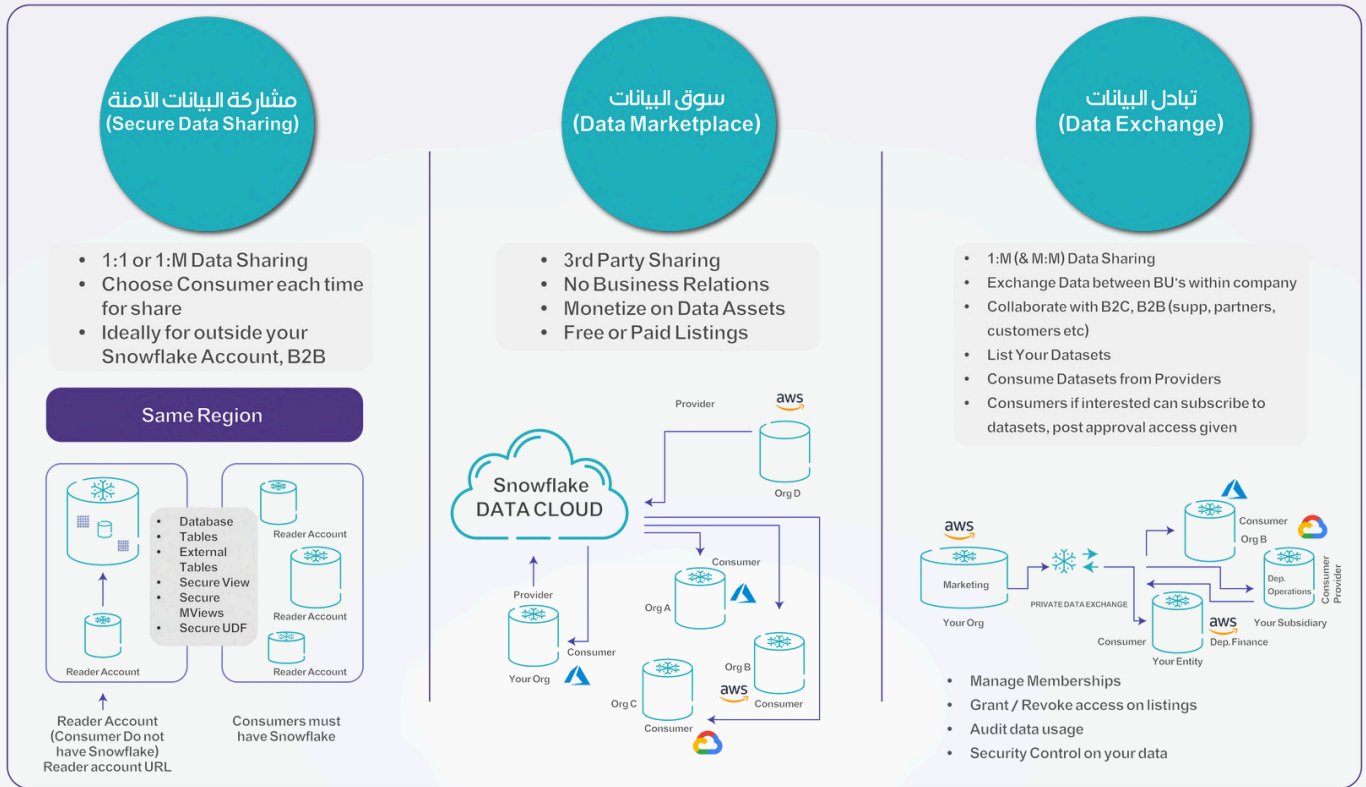 مشاركة البيانات الآمنة
(Secure Data Sharing)
• 1:1 or 1:M Data Sharing
• Choose Consumer each time
for share
• Ideally for outside your
Snowflake Account, B2B
Same Region
• Database
• Tables
• External
Tables
• Secure View
• Secure
MViews
• Secure UDF
Reader Account
Reader Account
Reader Account
Reader Account
Reader Account
(Consumer Do not
have Snowflake)
Reader account URL
Consumers must
have Snowflake
سوق البيانات
(Data Marketplace)
• 3rd Party Sharing
• No Business Relations
• Monetize on Data Assets
• Free or Paid Listings
Provider
aws
Org D
Snowflake
DATA CLOUD
Consumer
Org A
Provider
Consumer
Your Org
Org B
aws
Consumer
Org C
Consumer
تبادل البيانات
(Data Exchange)
• 1:M (& M:M) Data Sharing
• Exchange Data between BU's within company
• Collaborate with B2C, B2B (supp, partners,
customers etc)
• List Your Datasets
• Consume Datasets from Providers
• Consumers if interested can subscribe to
datasets, post approval access given
aws
Marketing
Your Org
PRIVATE DATA EXCHANGE
Consumer
Org B
Dep.
Operations
Consumer
Provider
Your Subsidiary
Consumer
aws
Dep. Finance
Your Entity
• Manage Memberships
• Grant / Revoke access on listings
• Audit data usage
• Security Control on your data